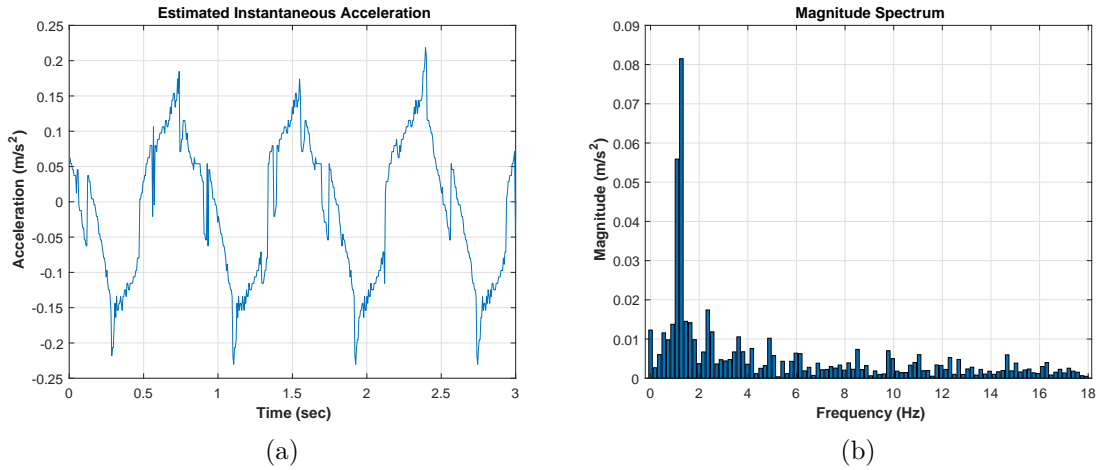 Estimated Instantaneous Acceleration
0.25
0.2
0.15
0.1
0.05
0
-0.05
-0.1
-0.15
-0.2
-0.25
Acceleration (m/s²)
0 0.5 1 1.5 2 2.5 3
Time (sec)
(a)
Magnitude Spectrum
0.09
0.08
0.07
0.06
0.05
0.04
0.03
0.02
0.01
0
Magnitude (m/s²)
0 2 4 6 8 10 12 14 16 18
Frequency (Hz)
(b)